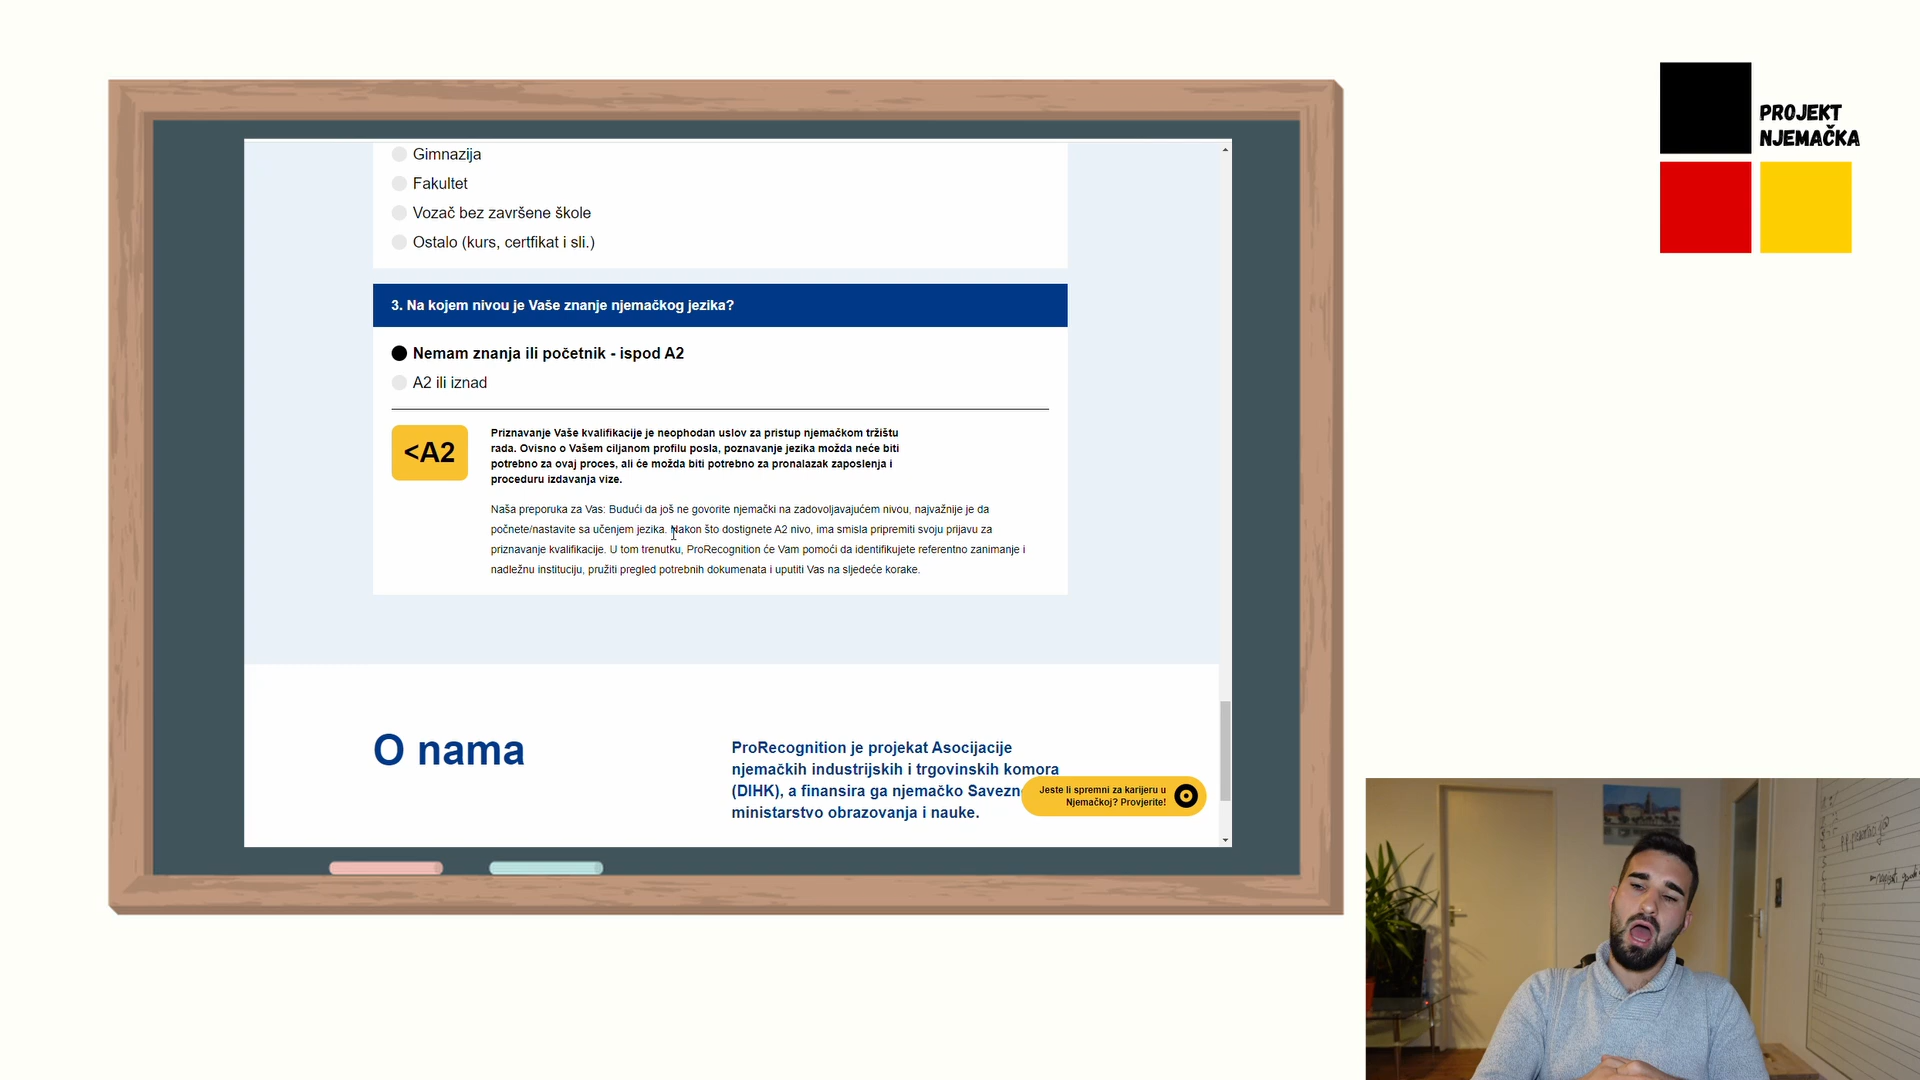 PROJEKT
NJEMAČKA
Gimnazija
Fakultet
Vozač bez završene škole
Ostalo (kurs, certfikat i sli.)
3. Na kojem nivou je Vaše znanje njemačkog jezika?
Nemam znanja ili početnik - ispod A2
A2 ili iznad
<A2
Priznavanje Vaše kvalifikacije je neophodan uslov za pristup njemačkom tržištu
rada. Ovisno o Vašem ciljanom profilu posla, poznavanje jezika možda neće biti
potrebno za ovaj proces, ali će možda biti potrebno za pronalazak zaposlenja i
proceduru izdavanja vize.
Naša preporuka za Vas: Budući da još ne govorite njemački na zadovoljavajućem nivou, najvažnije je da
počnete/nastavite sa učenjem jezika. Nakon što dostignete A2 nivo, ima smisla pripremiti svoju prijavu za
priznavanje kvalifikacije. U tom trenutku, ProRecognition će Vam pomoći da identifikujete referentno zanimanje i
nadležnu instituciju, pružiti pregled potrebnih dokumenata i uputiti Vas na sljedeće korake.
O nama
ProRecognition je projekat Asocijacije
njemačkih industrijskih i trgovinskih komora
(DIHK), a finansira ga njemačko Savezn
ministarstvo obrazovanja i nauke.
Jeste li spremni za karijeru u
Njemačkoj? Provjerite!